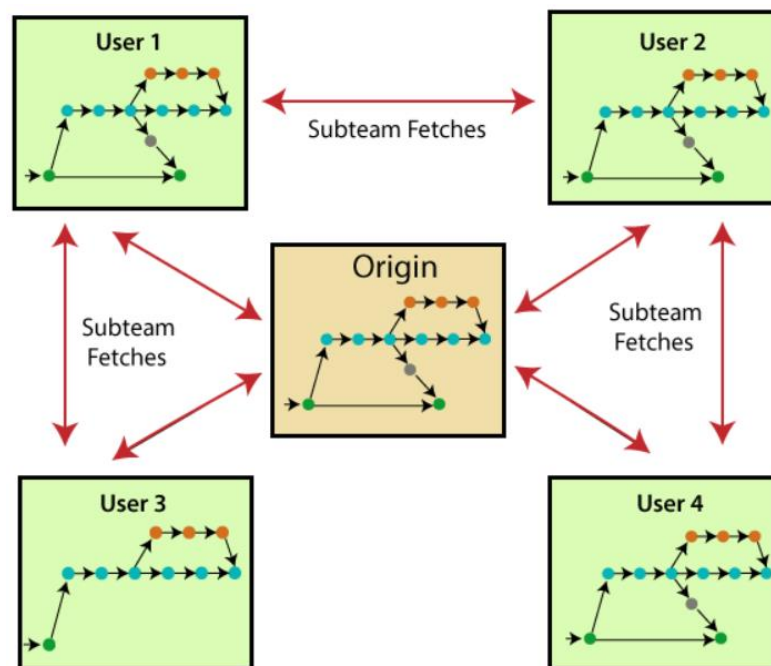 User 1
User 2
Subteam Fetches
Origin
Subteam
Fetches
Subteam
Fetches
User 3
User 4